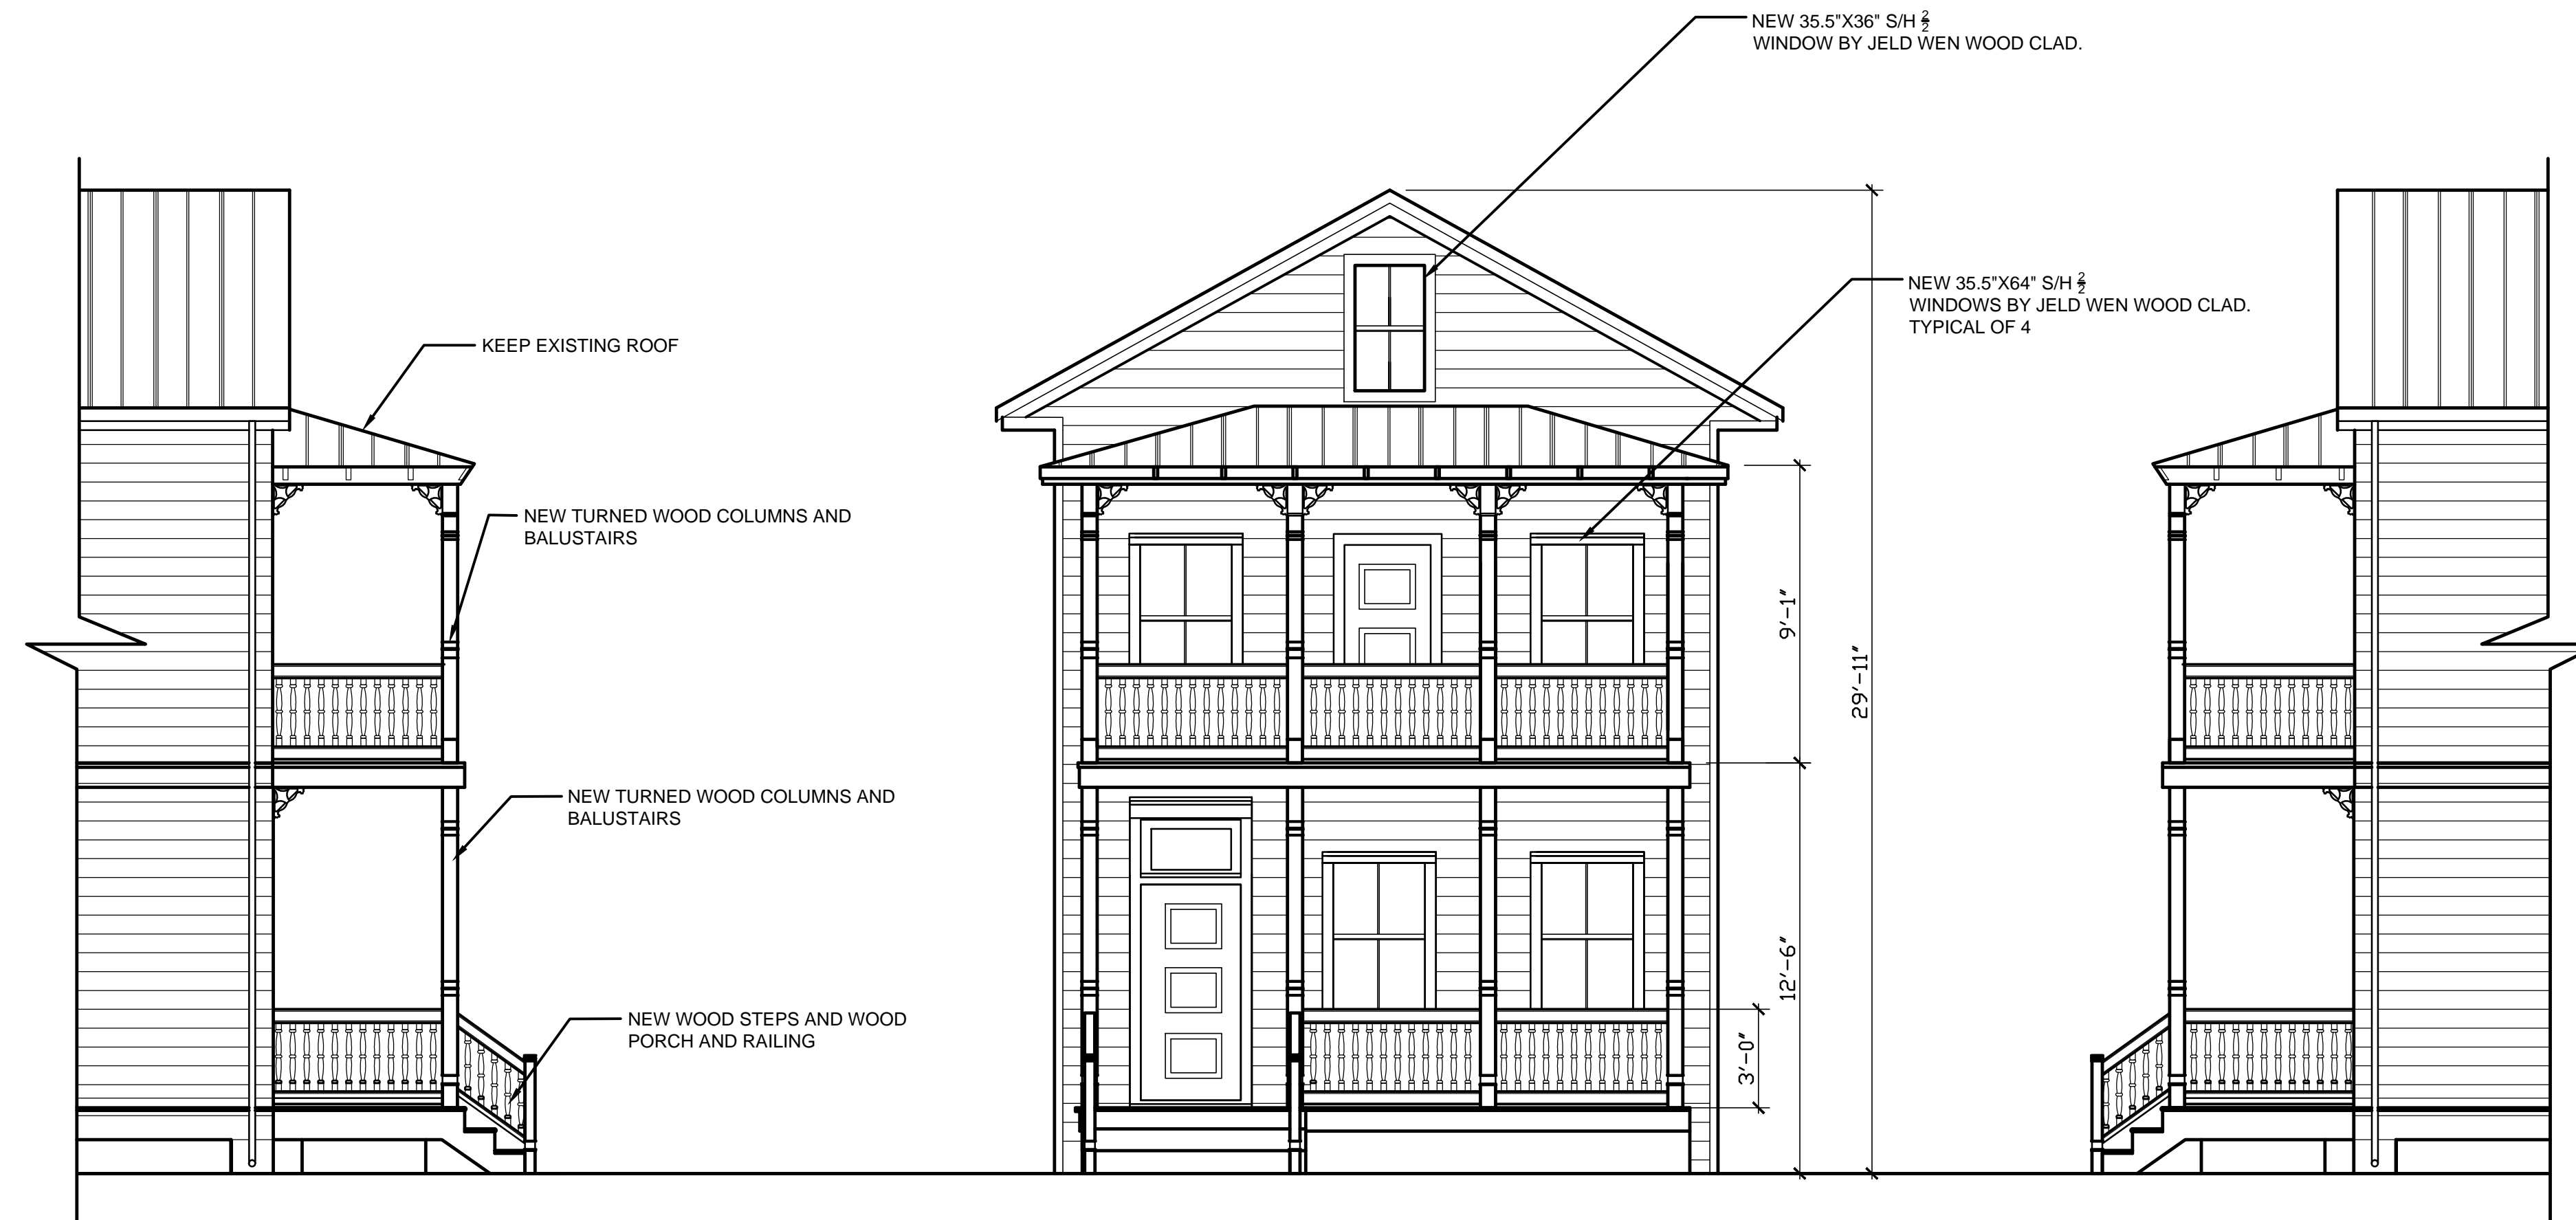 NEW 35.5"X36" S/H 2/2
WINDOW BY JELD WEN WOOD CLAD.
NEW 35.5"X64" S/H 2/2
WINDOWS BY JELD WEN WOOD CLAD.
TYPICAL OF 4
KEEP EXISTING ROOF
NEW TURNED WOOD COLUMNS AND
BALUSTAIRS
9'-1"
29'-11"
NEW TURNED WOOD COLUMNS AND
BALUSTAIRS
12'-6"
NEW WOOD STEPS AND WOOD
PORCH AND RAILING
3'-0"